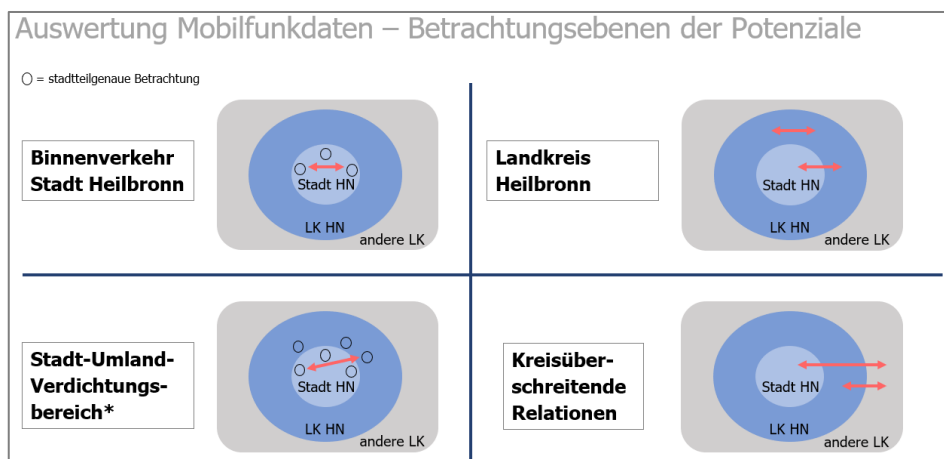 Auswertung Mobilfunkdaten – Betrachtungsebenen der Potenziale
= stadtteilgenaue Betrachtung
Binnenverkehr
Stadt Heilbronn
Stadt HN
LK HN
andere LK
Landkreis
Heilbronn
Stadt HN
LK HN
andere LK
Stadt-Umland-
Verdichtungs-
bereich*
Stadt HN
LK HN
andere LK
Kreisüber-
schreitende
Relationen
Stadt HN
LK HN
andere LK